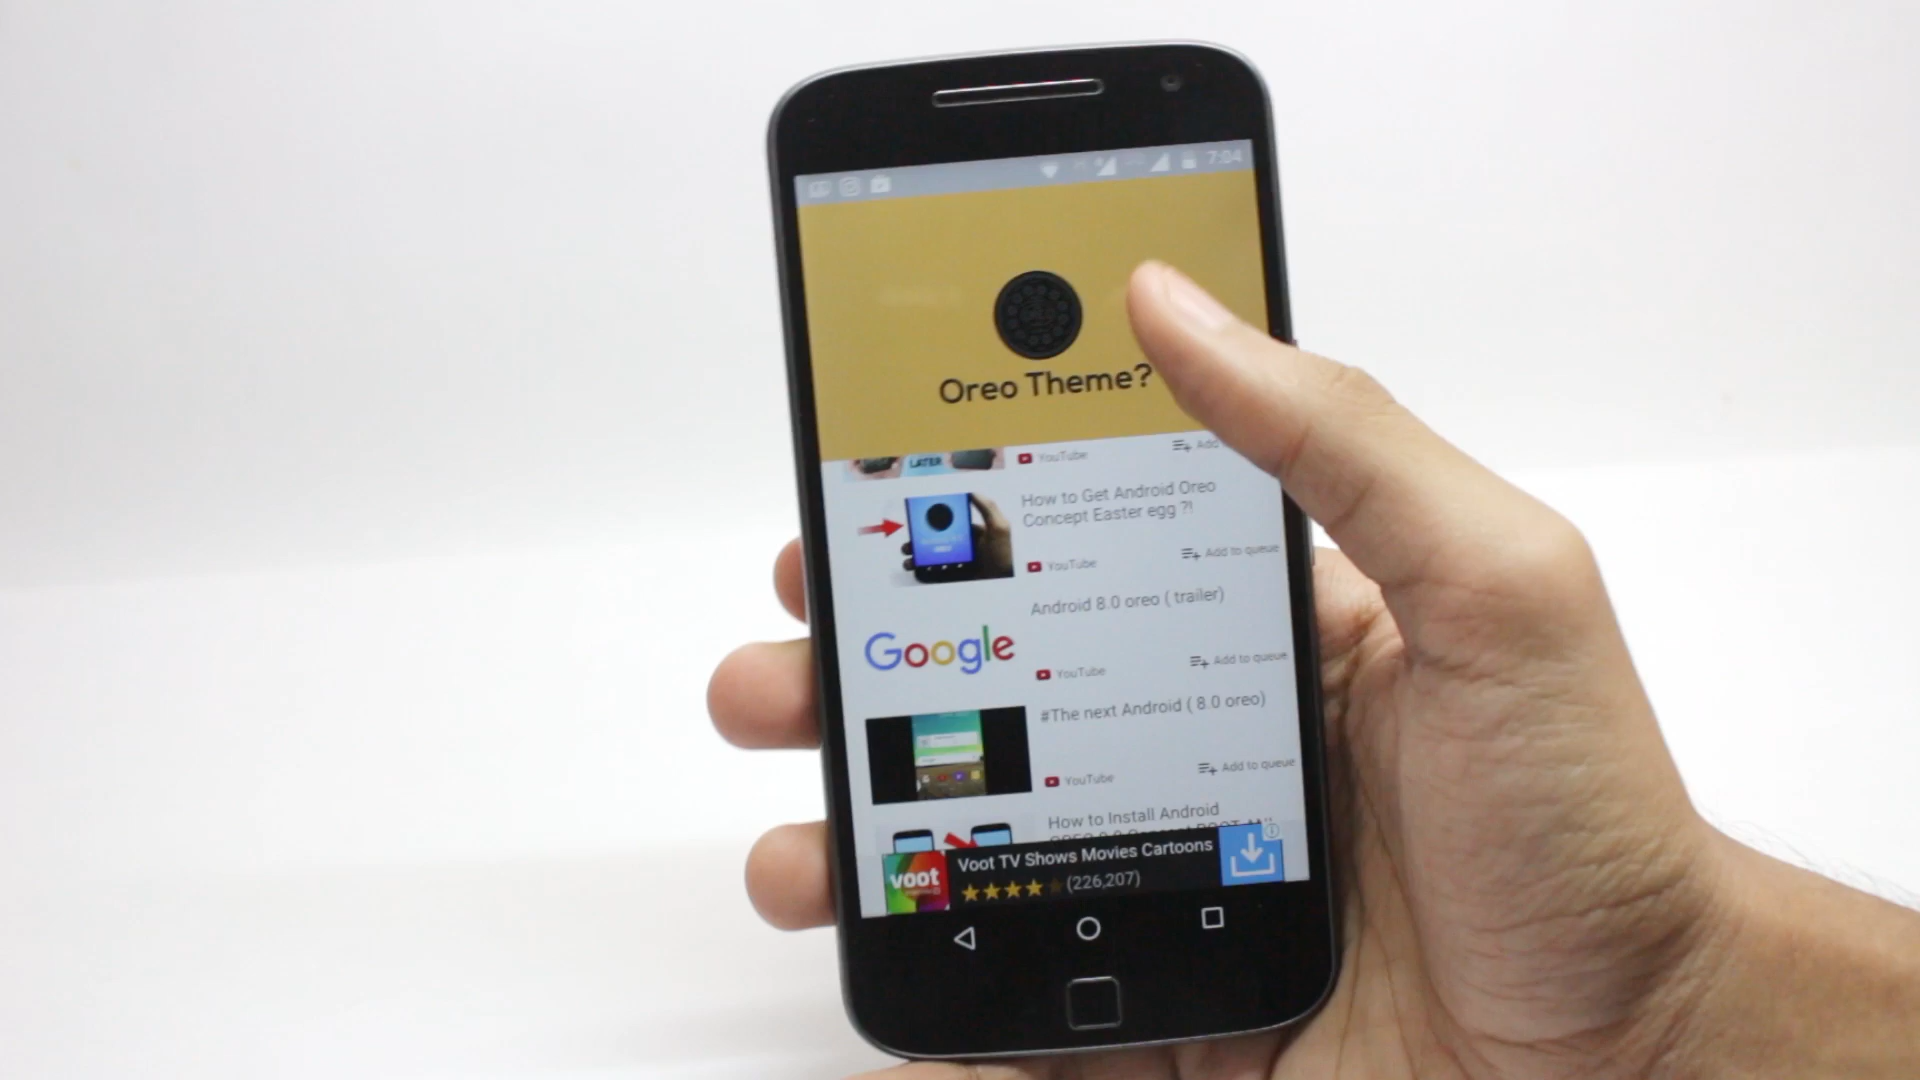 7:04
Oreo Theme?
LATER
YouTube
Add
How to Get Android Oreo
Concept Easter egg ?!
YouTube
Add to queue
Android 8.0 oreo ( trailer)
Google
YouTube
Add to queue
#The next Android ( 8.0 oreo)
YouTube
Add to queue
How to Install Android
voot
Voot TV Shows Movies Cartoons
(226,207)